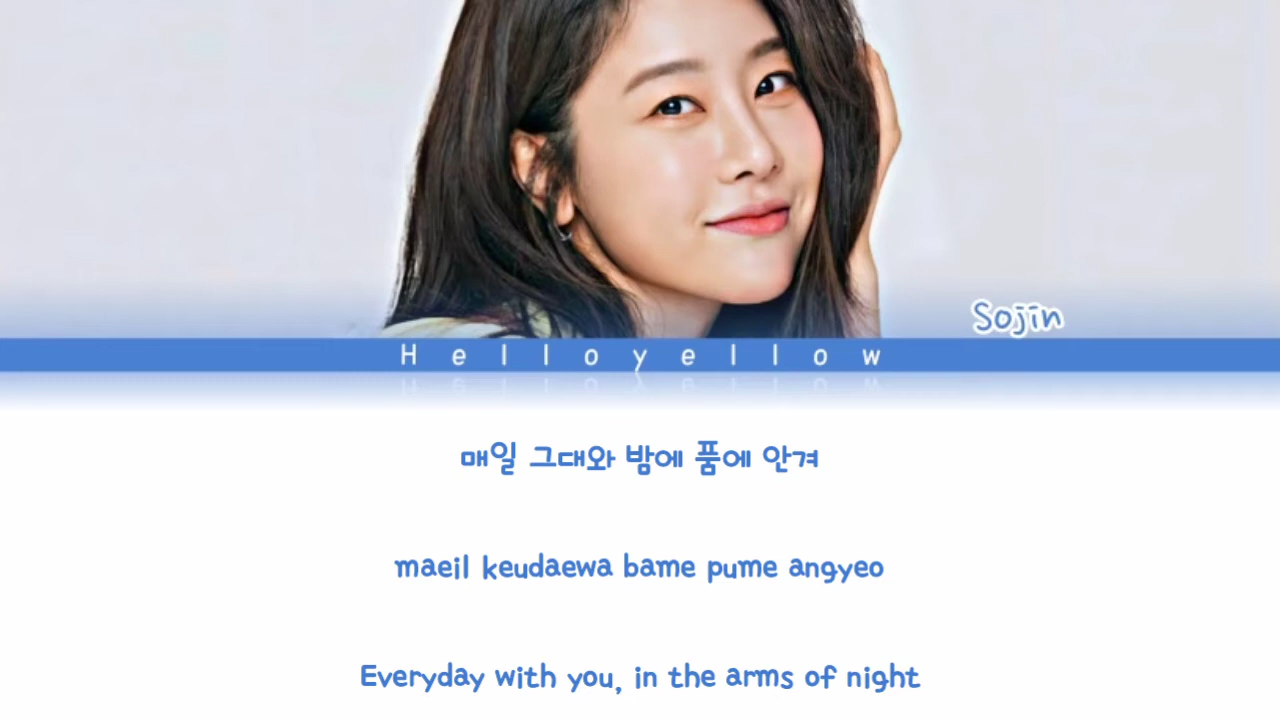 Sojin
Helloyellow
매일 그대와 밤에 품에 안겨
maeil keudaewa bame pume angyeo
Everyday with you, in the arms of night